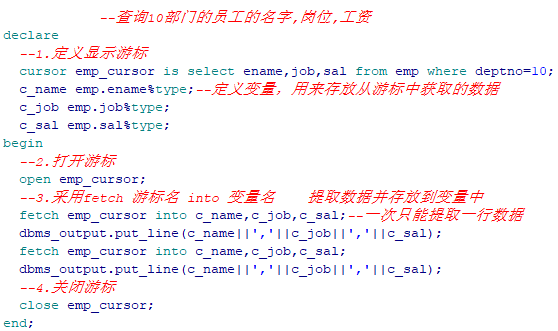 --查询10部门的员工的名字,岗位,工资
declare
--1.定义显示游标
cursor emp_cursor is select ename,job,sal from emp where deptno=10;
c_name emp.ename%type;--定义变量，用来存放从游标中获取的数据
c_job emp.job%type;
c_sal emp.sal%type;
begin
--2.打开游标
open emp_cursor;
--3.采用fetch 游标名 into 变量名    提取数据并存放到变量中
fetch emp_cursor into c_name,c_job,c_sal;--一次只能提取一行数据
dbms_output.put_line(c_name||','||c_job||','||c_sal);
fetch emp_cursor into c_name,c_job,c_sal;
dbms_output.put_line(c_name||','||c_job||','||c_sal);
--4.关闭游标
close emp_cursor;
end;